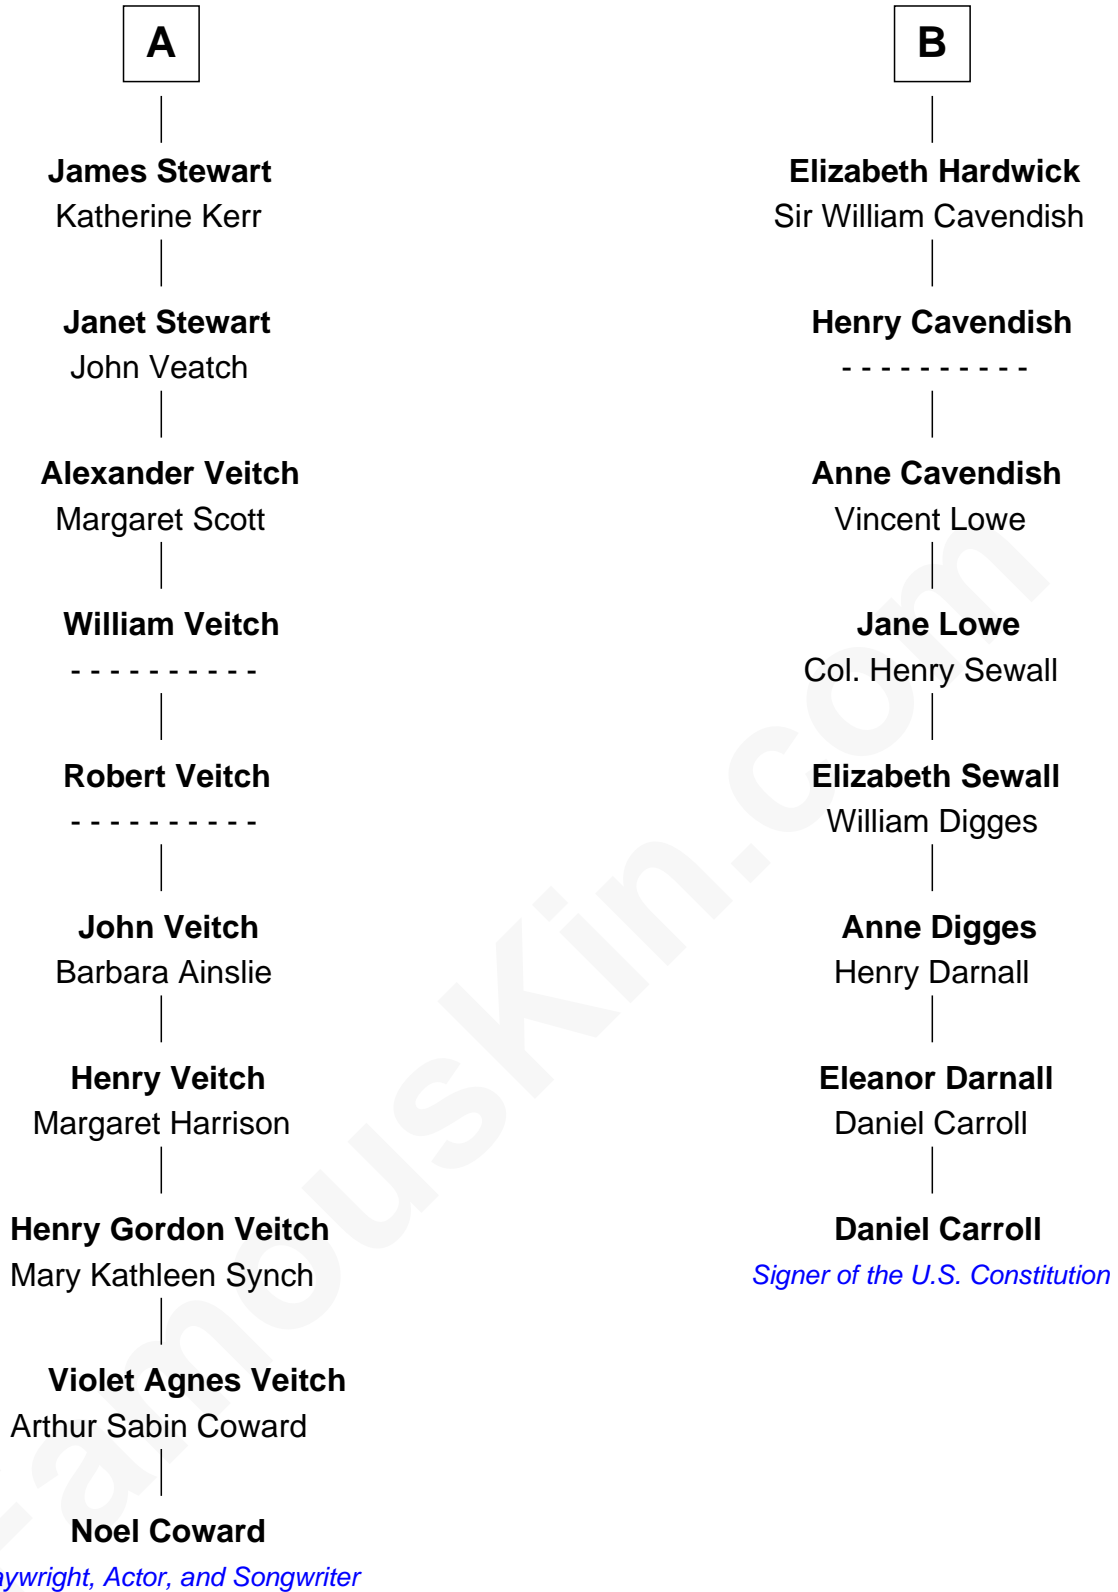 A
James Stewart
Katherine Kerr
Janet Stewart
John Veatch
Alexander Veitch
Margaret Scott
William Veitch
- - - - - - - - - -
Robert Veitch
- - - - - - - - - -
John Veitch
Barbara Ainslie
Henry Veitch
Margaret Harrison
Henry Gordon Veitch
Mary Kathleen Synch
Violet Agnes Veitch
Arthur Sabin Coward
Noel Coward
aywright, Actor, and Songwriter
B
Elizabeth Hardwick
Sir William Cavendish
Henry Cavendish
- - - - - - - - - -
Anne Cavendish
Vincent Lowe
Jane Lowe
Col. Henry Sewall
Elizabeth Sewall
William Digges
Anne Digges
Henry Darnall
Eleanor Darnall
Daniel Carroll
Daniel Carroll
Signer of the U.S. Constitution
FamousKin.com